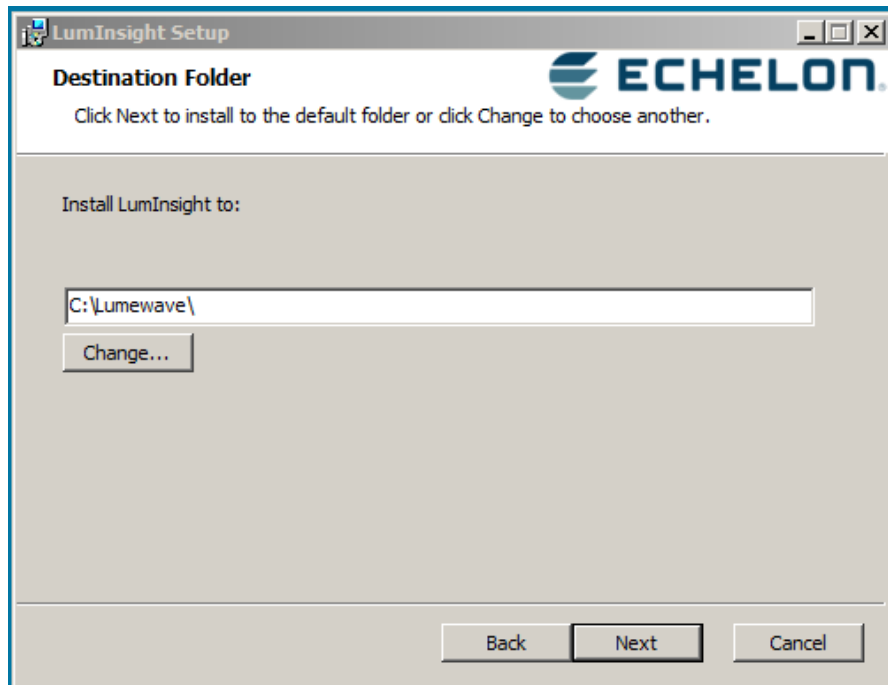 LumInsight Setup
Destination Folder
ECHELON.
Click Next to install to the default folder or click Change to choose another.
Install LumInsight to:
C:\Lumewave\
Change...
Back Next Cancel